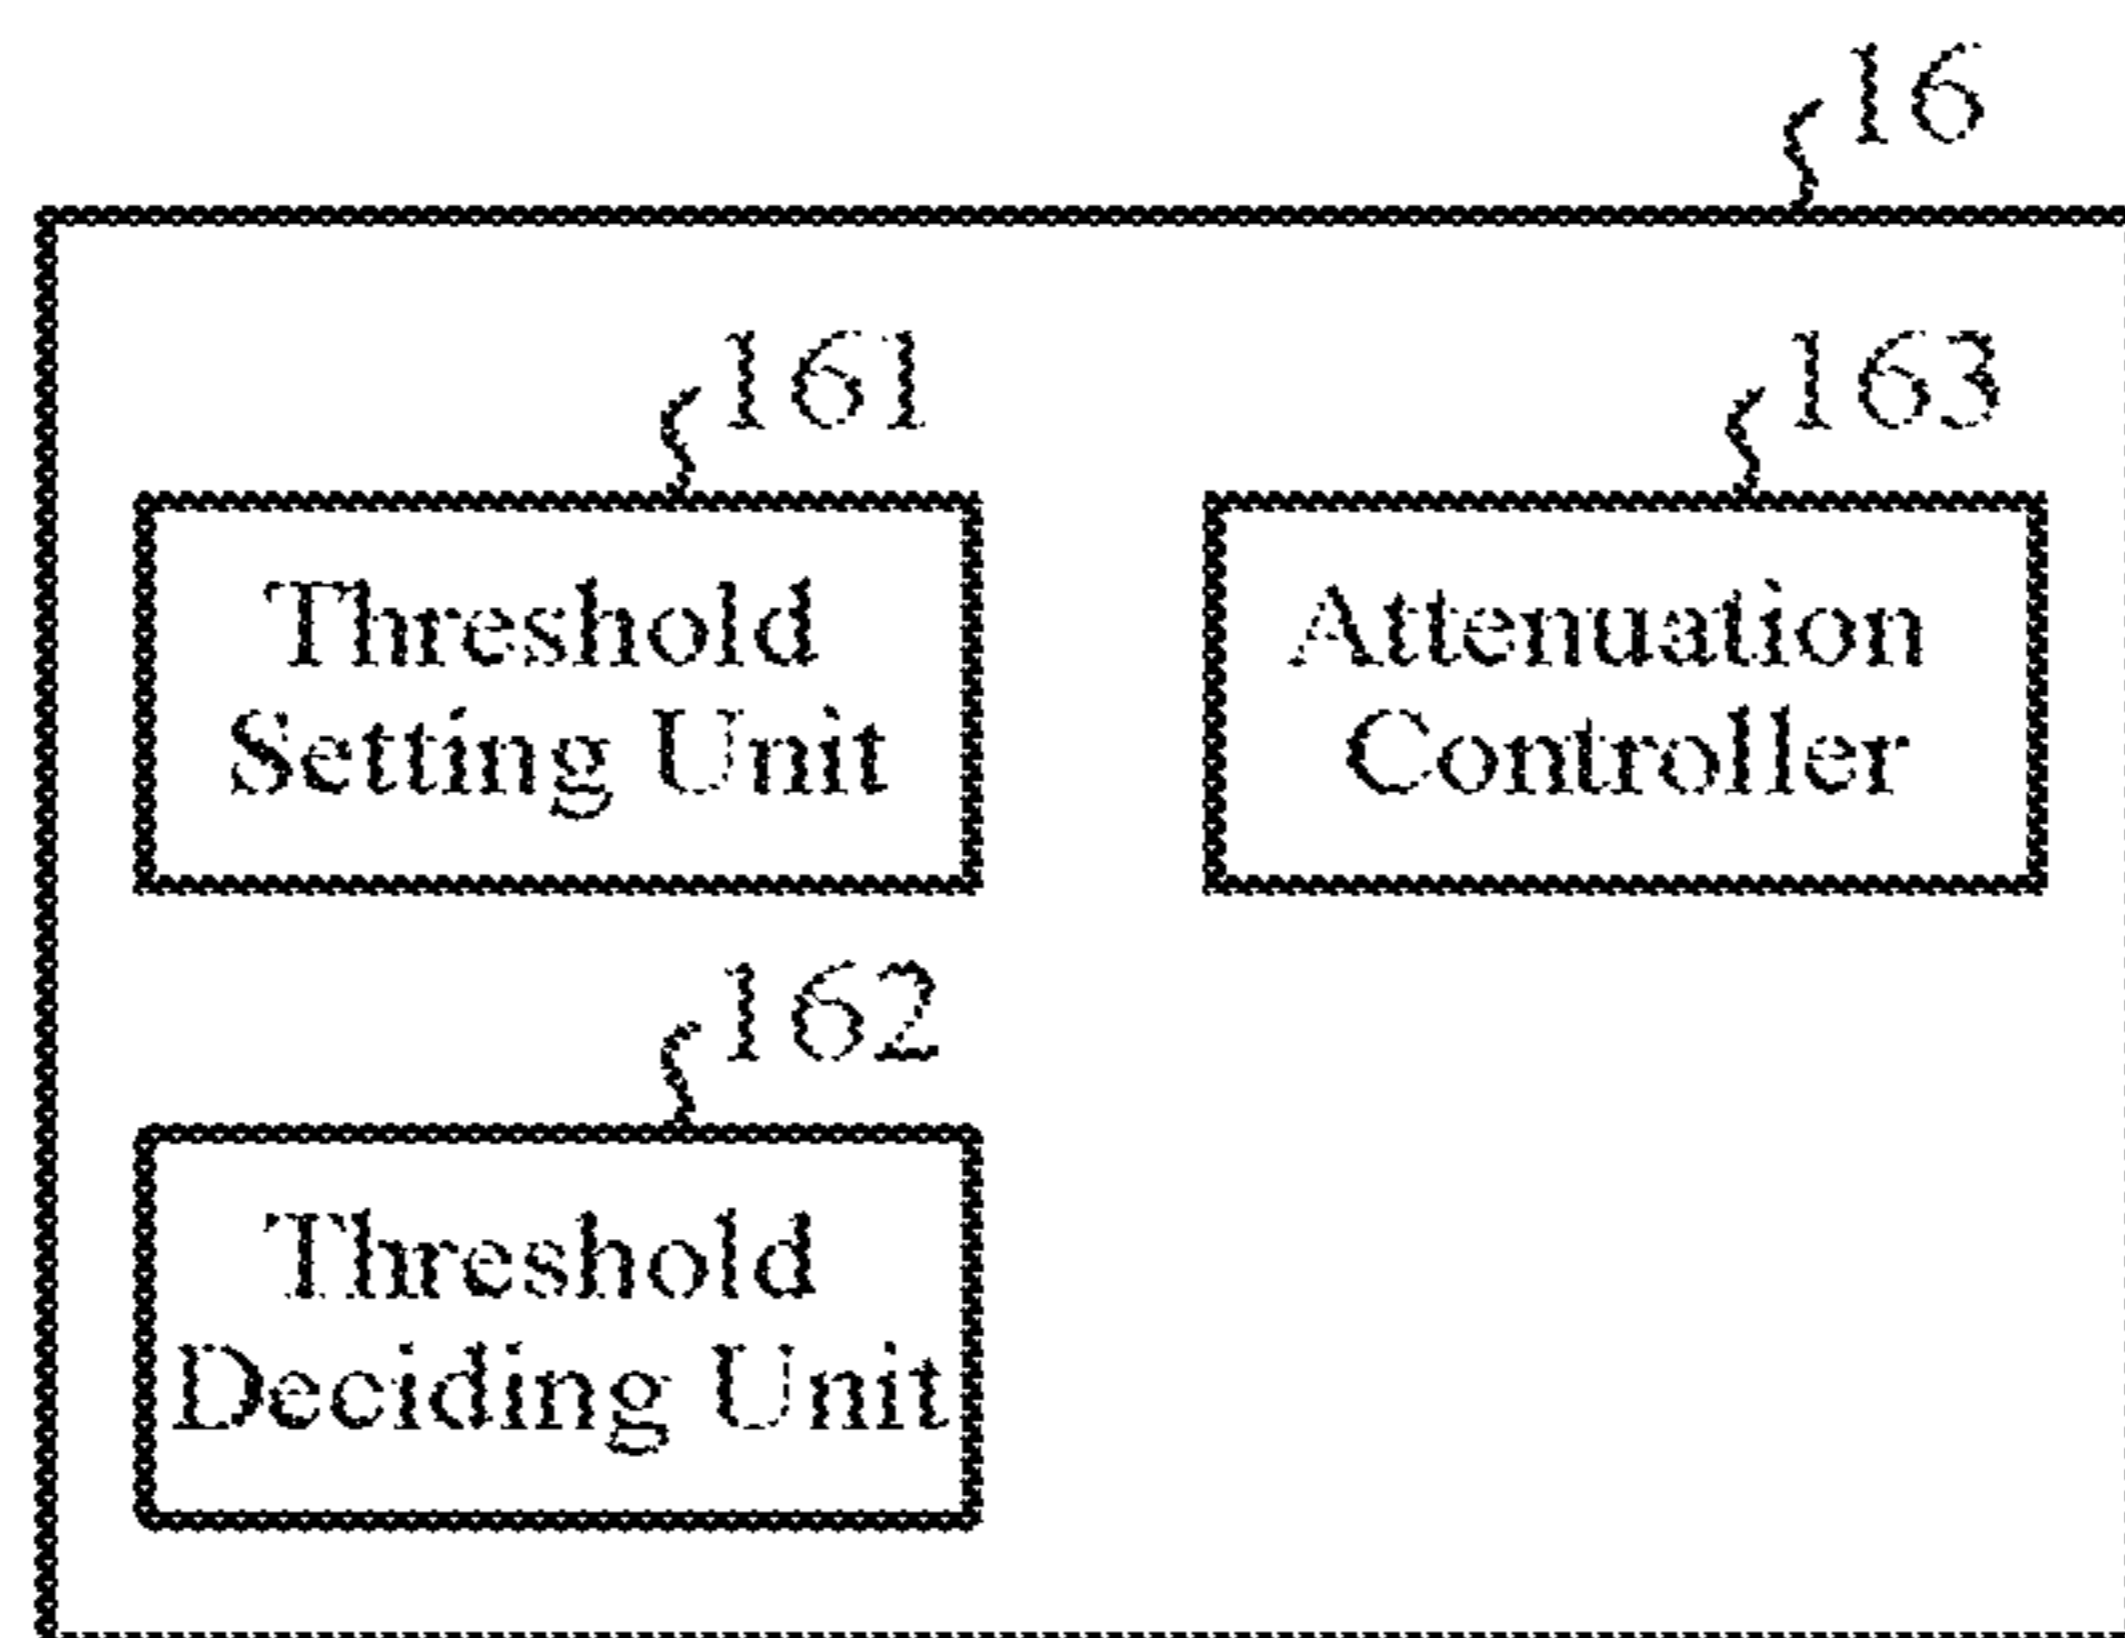 16
161
Threshold
Setting Unit
163
Attenuation
Controller
162
Threshold
Deciding Unit